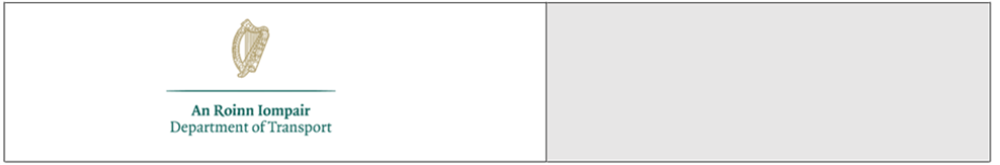 An Roinn Iompair
Department of Transport